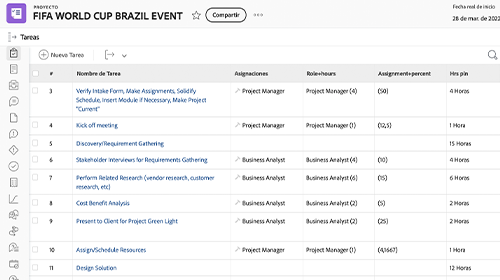 PROYECTO
FIFA WORLD CUP BRAZIL EVENT
Compartir
Fecha real de inicio
28 de mar. de 2022
Tareas
Nueva Tarea
# Nombre de Tarea Asignaciones Role+hours Assignment+percent Hrs pln
3 Verify Intake Form, Make Assignments, Solidify Project Manager Project Manager (4) (50) 4 Horas
Schedule, Insert Module if Necessary, Make Project
"Current"
4 Kick off meeting Project Manager Project Manager (1) (12,5) 1 Hora
5 Discovery/Requirement Gathering 15 Horas
6 Stakeholder Interviews for Requirements Gathering Business Analyst Business Analyst (4) (10) 4 Horas
7 Perform Related Research (vendor research, customer Business Analyst Business Analyst (6) (15) 6 Horas
research, etc)
8 Cost Benefit Analysis Business Analyst Business Analyst (2) (5) 2 Horas
9 Present to Client for Project Green Light Business Analyst Business Analyst (2) (25) 2 Horas
10 Assign/Schedule Resources Project Manager Project Manager (1) (4,1667) 1 Hora
11 Design Solution 12 Horas